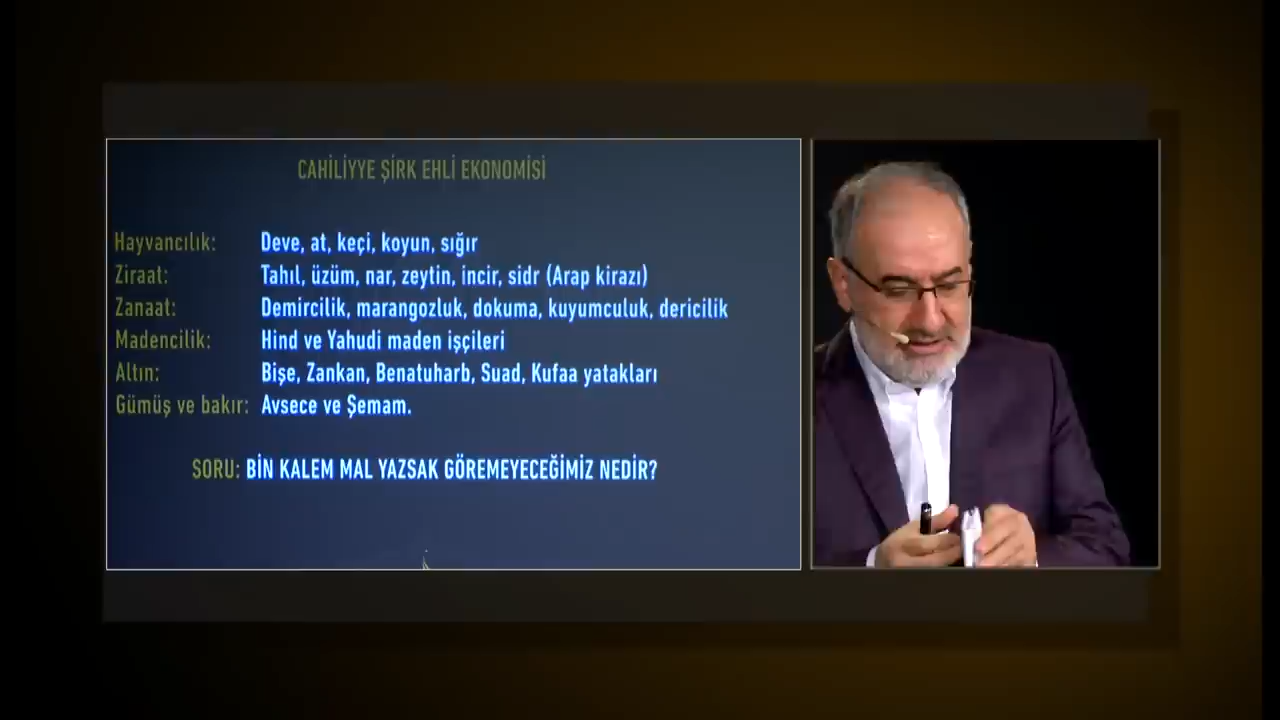 CAHİLİYYE ŞİRK EHLİ EKONOMİSİ
Hayvancılık: Deve, at, keçi, koyun, sığır
Ziraat: Tahıl, üzüm, nar, zeytin, incir, sidr (Arap kirazı)
Zanaat: Demircilik, marangozluk, dokuma, kuyumculuk, dericilik
Madencilik: Hind ve Yahudi maden işçileri
Altın: Bişe, Zankan, Benatuharb, Suad, Kufaa yatakları
Gümüş ve bakır: Avsece ve Şemam.
SORU: BİN KALEM MAL YAZSAK GÖREMEYECEĞİMİZ NEDİR?